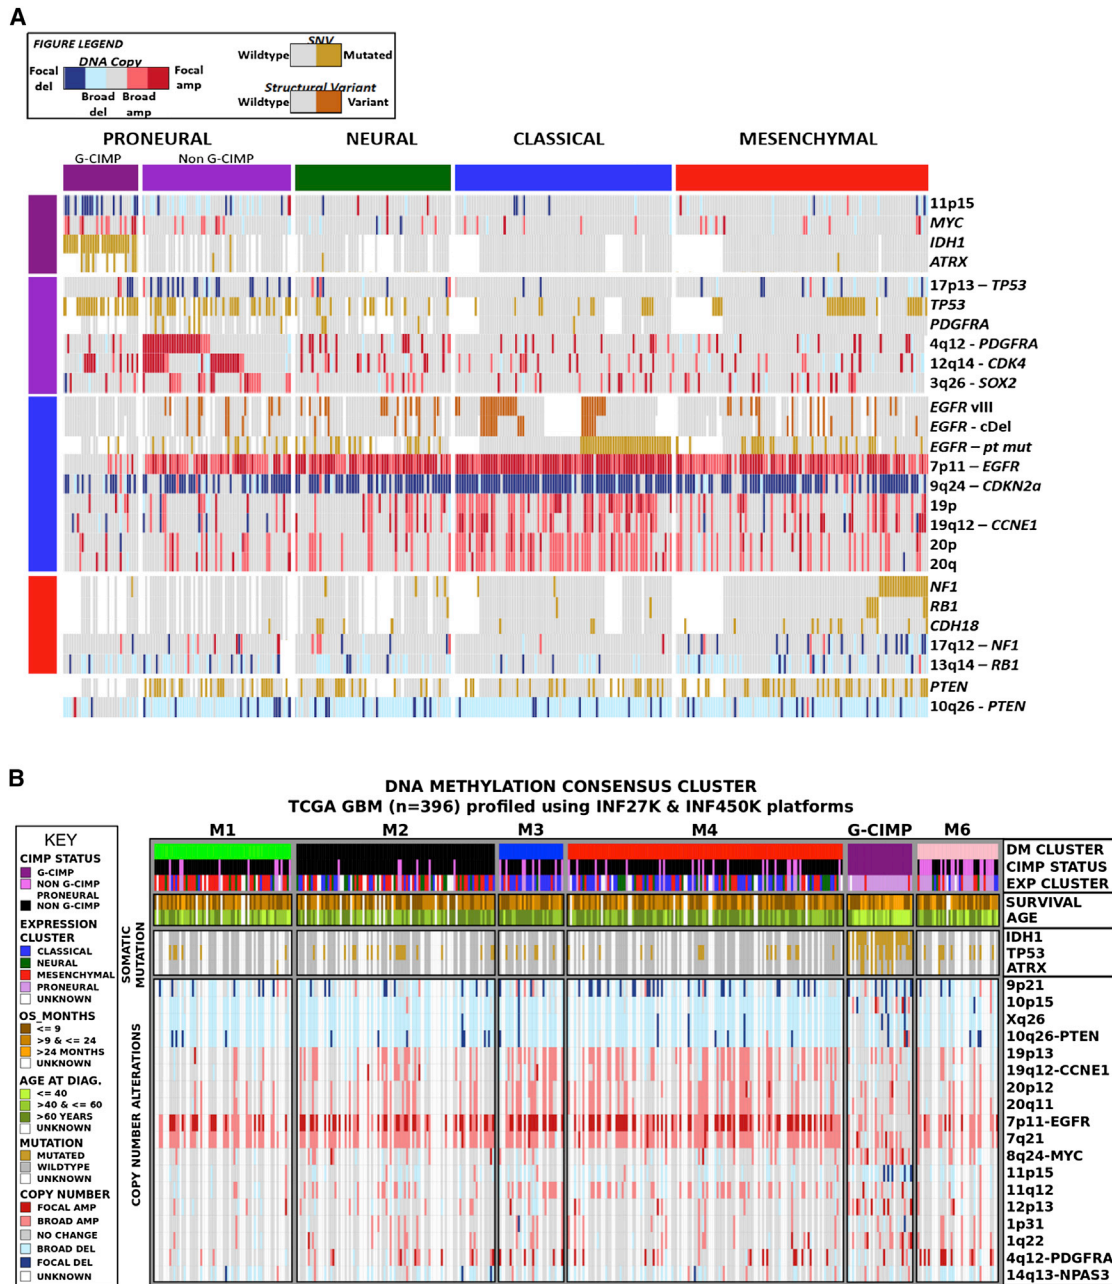 A
FIGURE LEGEND
DNA Copy
Focal del
Focal amp
Broad del
Broad amp
SNV
Wildtype
Mutated
Structural Variant
Wildtype
Variant
PRONEURAL
NEURAL
CLASSICAL
MESENCHYMAL
G-CIMP
Non G-CIMP
11p15
MYC
IDH1
ATRX
17p13 – TP53
TP53
PDGFRA
4q12 - PDGFRA
12q14 - CDK4
3q26 - SOX2
EGFR vIII
EGFR - cDel
EGFR – pt mut
7p11 – EGFR
9q24 – CDKN2a
19p
19q12 – CCNE1
20p
20q
NF1
RB1
CDH18
17q12 – NF1
13q14 – RB1
PTEN
10q26 - PTEN
B
DNA METHYLATION CONSENSUS CLUSTER
TCGA GBM (n=396) profiled using INF27K & INF450K platforms
M1
M2
M3
M4
G-CIMP
M6
KEY
CIMP STATUS
G-CIMP
NON G-CIMP
PRONEURAL
NON G-CIMP
EXPRESSION
CLUSTER
CLASSICAL
NEURAL
MESENCHYMAL
PRONEURAL
UNKNOWN
OS_MONTHS
<= 9
>9 & <= 24
>24 MONTHS
UNKNOWN
AGE AT DIAG.
<= 40
>40 & <= 60
>60 YEARS
UNKNOWN
MUTATION
MUTATED
WILDTYPE
UNKNOWN
COPY NUMBER
FOCAL AMP
BROAD AMP
NO CHANGE
BROAD DEL
FOCAL DEL
UNKNOWN
SOMATIC
MUTATION
COPY NUMBER ALTERATIONS
DM CLUSTER
CIMP STATUS
EXP CLUSTER
SURVIVAL
AGE
IDH1
TP53
ATRX
9p21
10p15
Xq26
10q26-PTEN
19p13
19q12-CCNE1
20p12
20q11
7p11-EGFR
7q21
8q24-MYC
11p15
11q12
12p13
1p31
1q22
4q12-PDGFRA
14q13-NPAS3